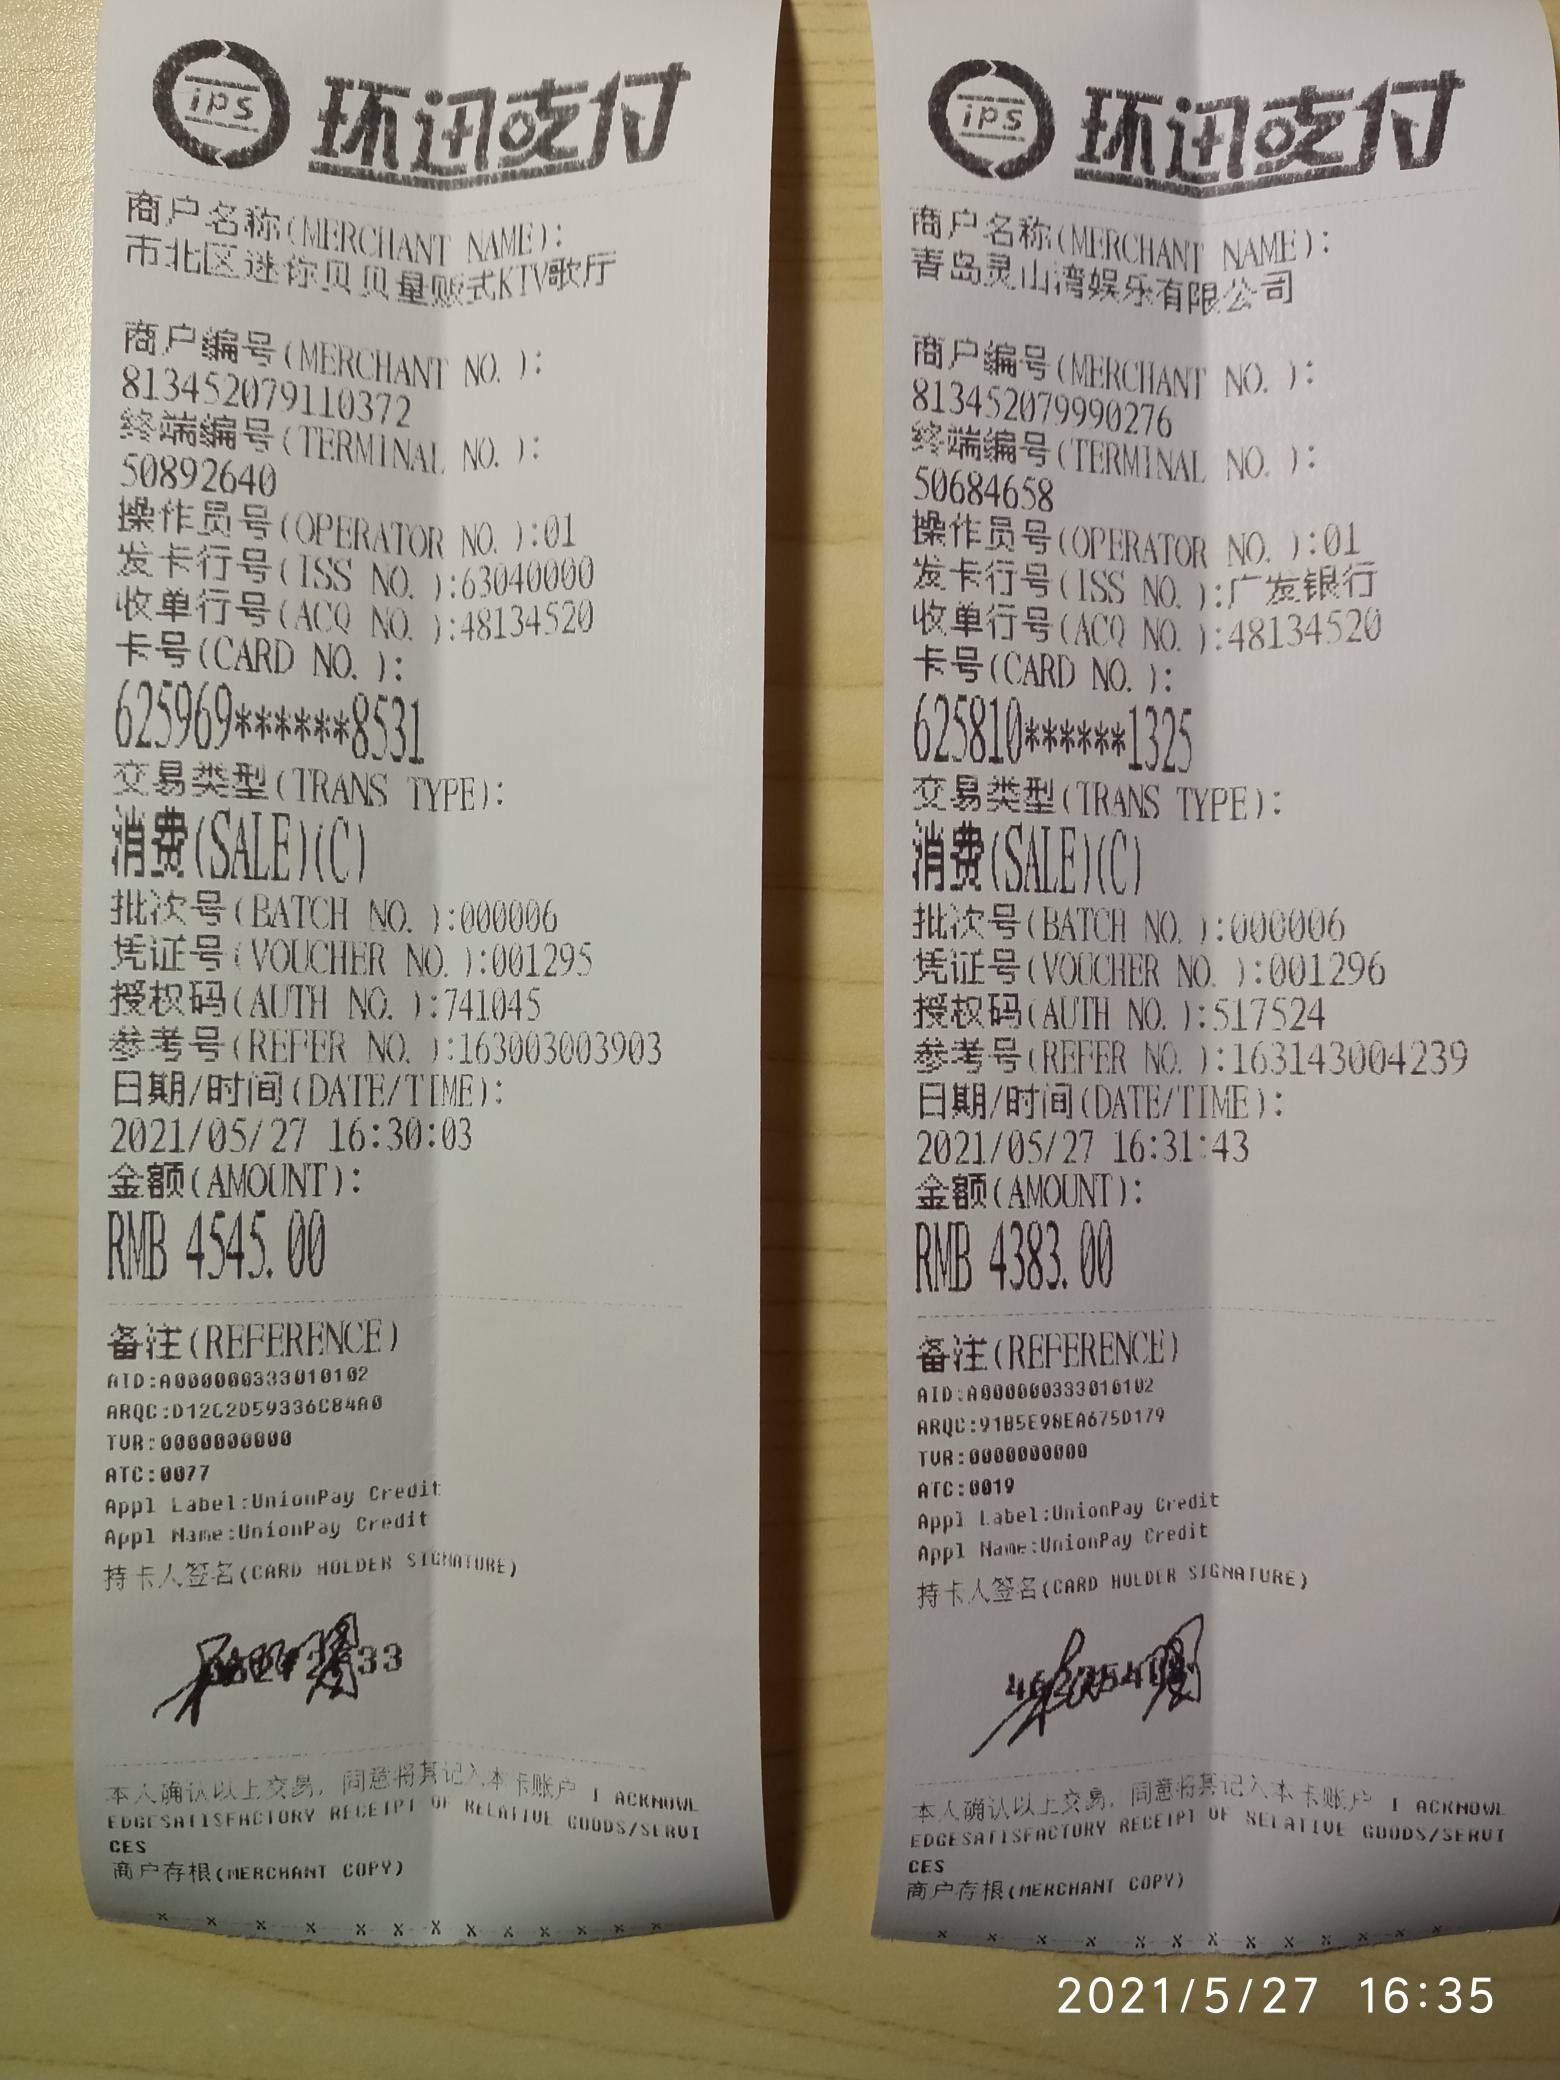 ips 环迅支付
商户名称(MERCHANT NAME):
市北区迷你贝贝量贩式KTV歌厅
商户编号(MERCHANT NO. ):
813452079110372
终端编号(TERMINAL NO. ):
50892640
操作员号(OPERATOR NO. ):01
发卡行号(ISS NO. ):63040000
收单行号(ACQ NO. ):48134520
卡号(CARD NO. ):
625969******8531
交易类型(TRANS TYPE):
消费(SALE)(C)
批次号(BATCH NO. ):000006
凭证号(VOUCHER NO. ):001295
授权码(AUTH NO. ):741045
参考号(REFER NO. ):163003003903
日期/时间(DATE/TIME):
2021/05/27 16:30:03
金额(AMOUNT):
RMB 4545.00
备注(REFERENCE)
AID:A000000333010102
ARQC:D12C2D59336C84A0
TVR:0000000000
ATC:0077
Appl Label:UnionPay Credit
Appl Name:UnionPay Credit
持卡人签名(CARD HOLDER SIGNATURE)
本人确认以上交易, 同意将其记入本卡账户 I ACKNOWL
EDGESATISFACTORY RECEIPT OF RELATIVE GOODS/SERVI
CES
商户存根(MERCHANT COPY)
x x x x x x x x x x x x x
ips 环迅支付
商户名称(MERCHANT NAME):
青岛灵山湾娱乐有限公司
商户编号(MERCHANT NO. ):
813452079990276
终端编号(TERMINAL NO. ):
50684658
操作员号(OPERATOR NO. ):01
发卡行号(ISS NO. ):广发银行
收单行号(ACQ NO. ):48134520
卡号(CARD NO. ):
625810******1325
交易类型(TRANS TYPE):
消费(SALE)(C)
批次号(BATCH NO. ):000006
凭证号(VOUCHER NO. ):001296
授权码(AUTH NO. ):517524
参考号(REFER NO. ):163143004239
日期/时间(DATE/TIME):
2021/05/27 16:31:43
金额(AMOUNT):
RMB 4383.00
备注(REFERENCE)
AID:A000000333010102
ARQC:91B5E98EA675D179
TVR:0000000000
ATC:0019
Appl Label:UnionPay Credit
Appl Name:UnionPay Credit
持卡人签名(CARD HOLDER SIGNATURE)
本人确认以上交易, 同意将其记入本卡账户 I ACKNOWL
EDGESATISFACTORY RECEIPT OF RELATIVE GOODS/SERVI
CES
商户存根(MERCHANT COPY)
x x x x x x x x x x x x
2021/5/27 16:35